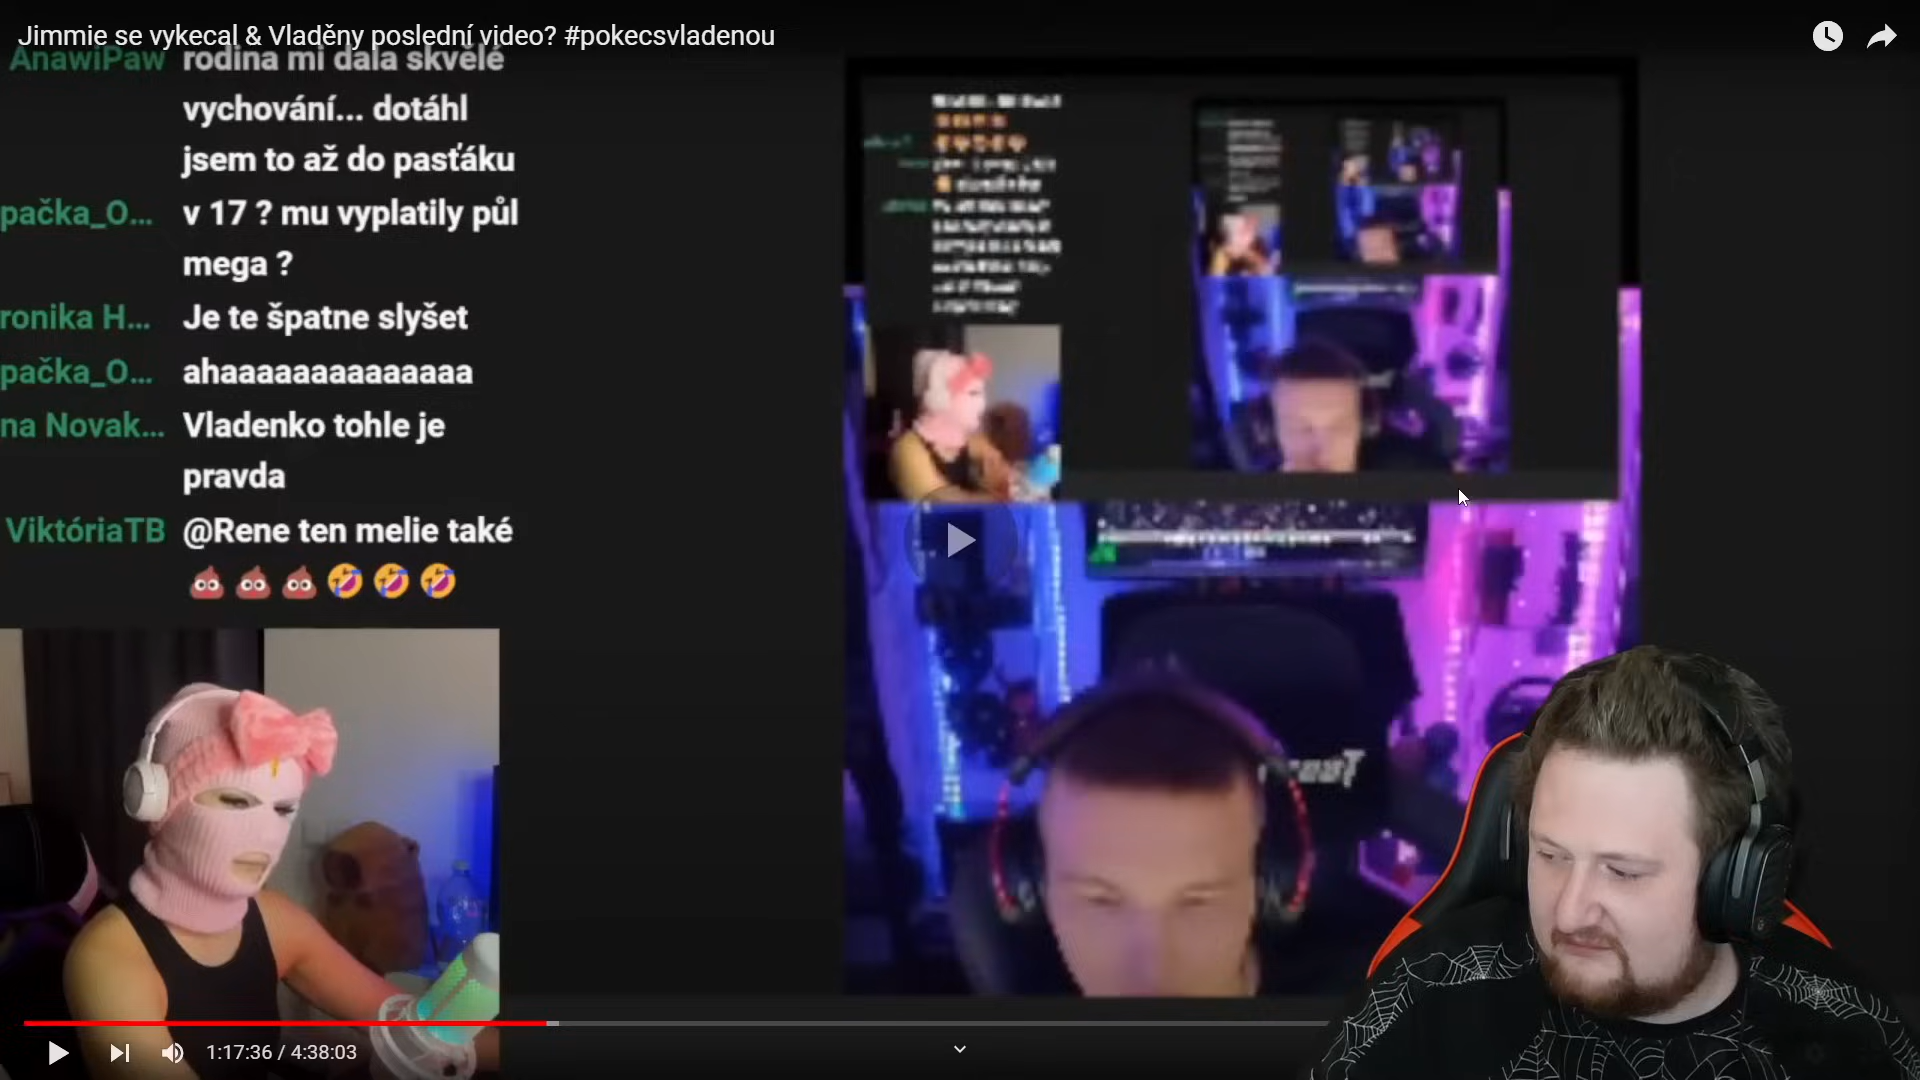 Jimmie se vykecal & Vladěny poslední video? #pokecsvladenou
AnawiPaw rodina mi dala skvělé
vychování... dotáhl
jsem to až do pasťáku
pačka_O... v 17 ? mu vyplatily půl
mega ?
ronika H... Je te špatne slyšet
pačka_O... ahaaaaaaaaaaaaaa
na Novak... Vladenko tohle je
pravda
ViktóriaTB @Rene ten melie také
💩 💩 💩 🤣 🤣 🤣
1:17:36 / 4:38:03